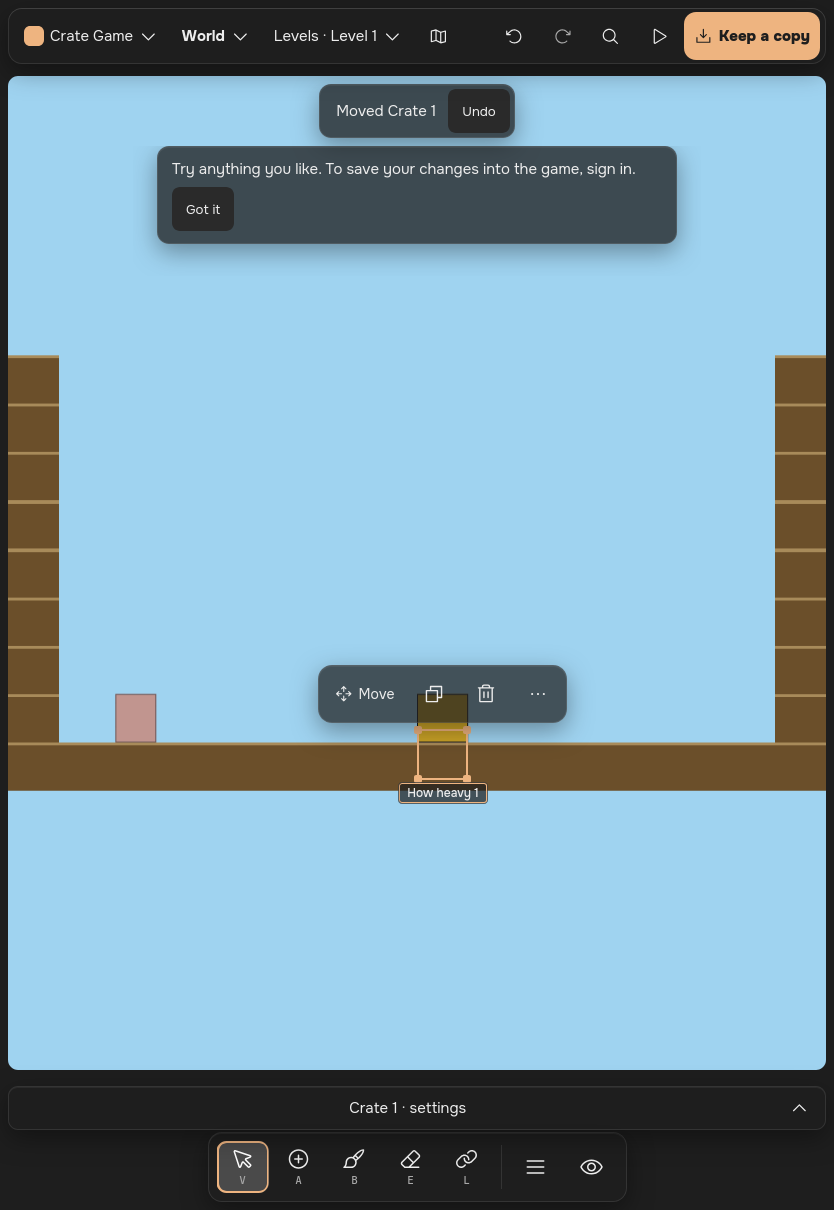 Crate Game
World
Levels · Level 1
Keep a copy
Moved Crate 1
Undo
Try anything you like. To save your changes into the game, sign in.
Got it
Move
How heavy 1
Crate 1 · settings
V
A
B
E
L